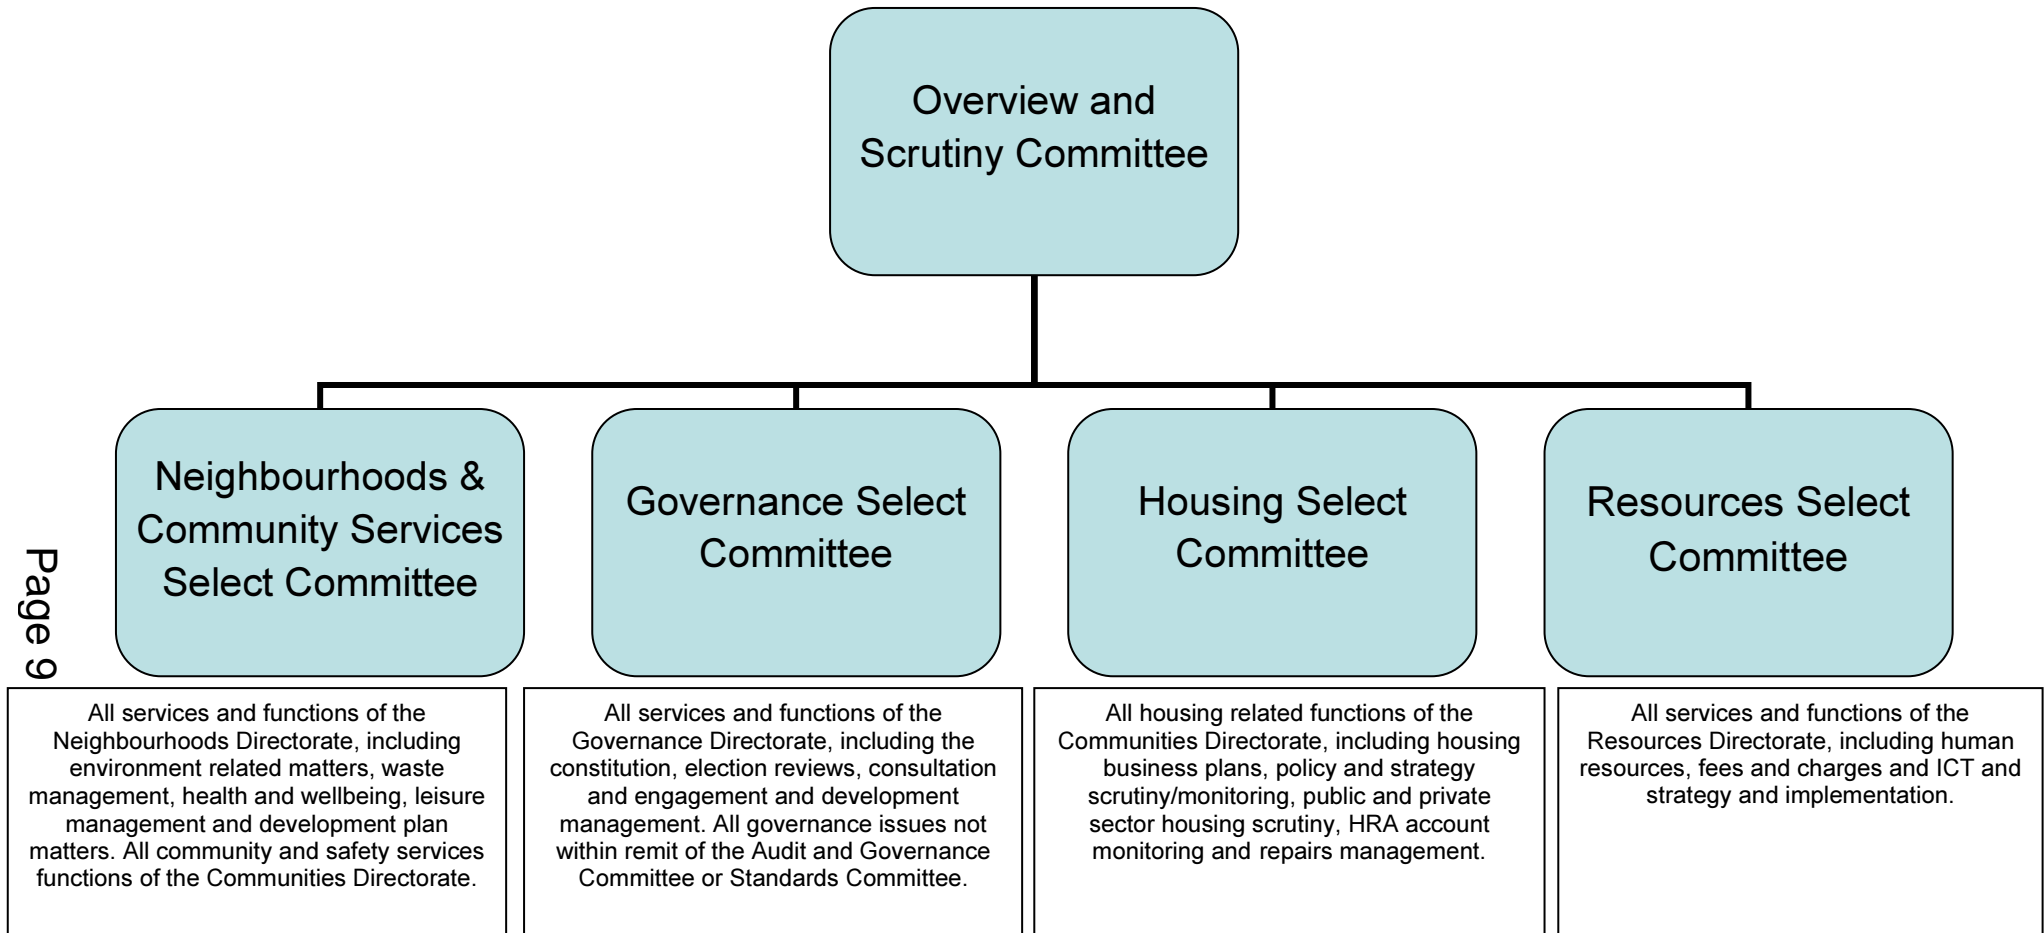 Overview and
Scrutiny Committee
Neighbourhoods &
Community Services
Select Committee
Governance Select
Committee
Housing Select
Committee
Resources Select
Committee
Page 9
All services and functions of the
Neighbourhoods Directorate, including
environment related matters, waste
management, health and wellbeing, leisure
management and development plan
matters. All community and safety services
functions of the Communities Directorate.
All services and functions of the
Governance Directorate, including the
constitution, election reviews, consultation
and engagement and development
management. All governance issues not
within remit of the Audit and Governance
Committee or Standards Committee.
All housing related functions of the
Communities Directorate, including housing
business plans, policy and strategy
scrutiny/monitoring, public and private
sector housing scrutiny, HRA account
monitoring and repairs management.
All services and functions of the
Resources Directorate, including human
resources, fees and charges and ICT and
strategy and implementation.